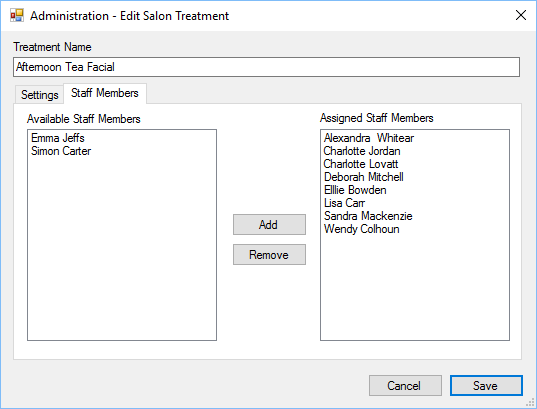 Administration - Edit Salon Treatment
Treatment Name
Afternoon Tea Facial
Settings
Staff Members
Available Staff Members
Emma Jeffs
Simon Carter
Add
Remove
Assigned Staff Members
Alexandra  Whitear
Charlotte Jordan
Charlotte Lovatt
Deborah Mitchell
Elllie Bowden
Lisa Carr
Sandra Mackenzie
Wendy Colhoun
Cancel
Save